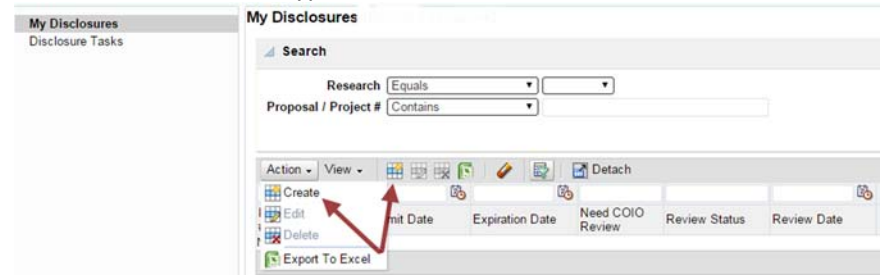 My Disclosures
Disclosure Tasks
My Disclosures
Search
Research Equals
Proposal / Project # Contains
Action View Detach
Create
Edit
Delete
Export To Excel
mit Date Expiration Date Need COIO Review Review Status Review Date